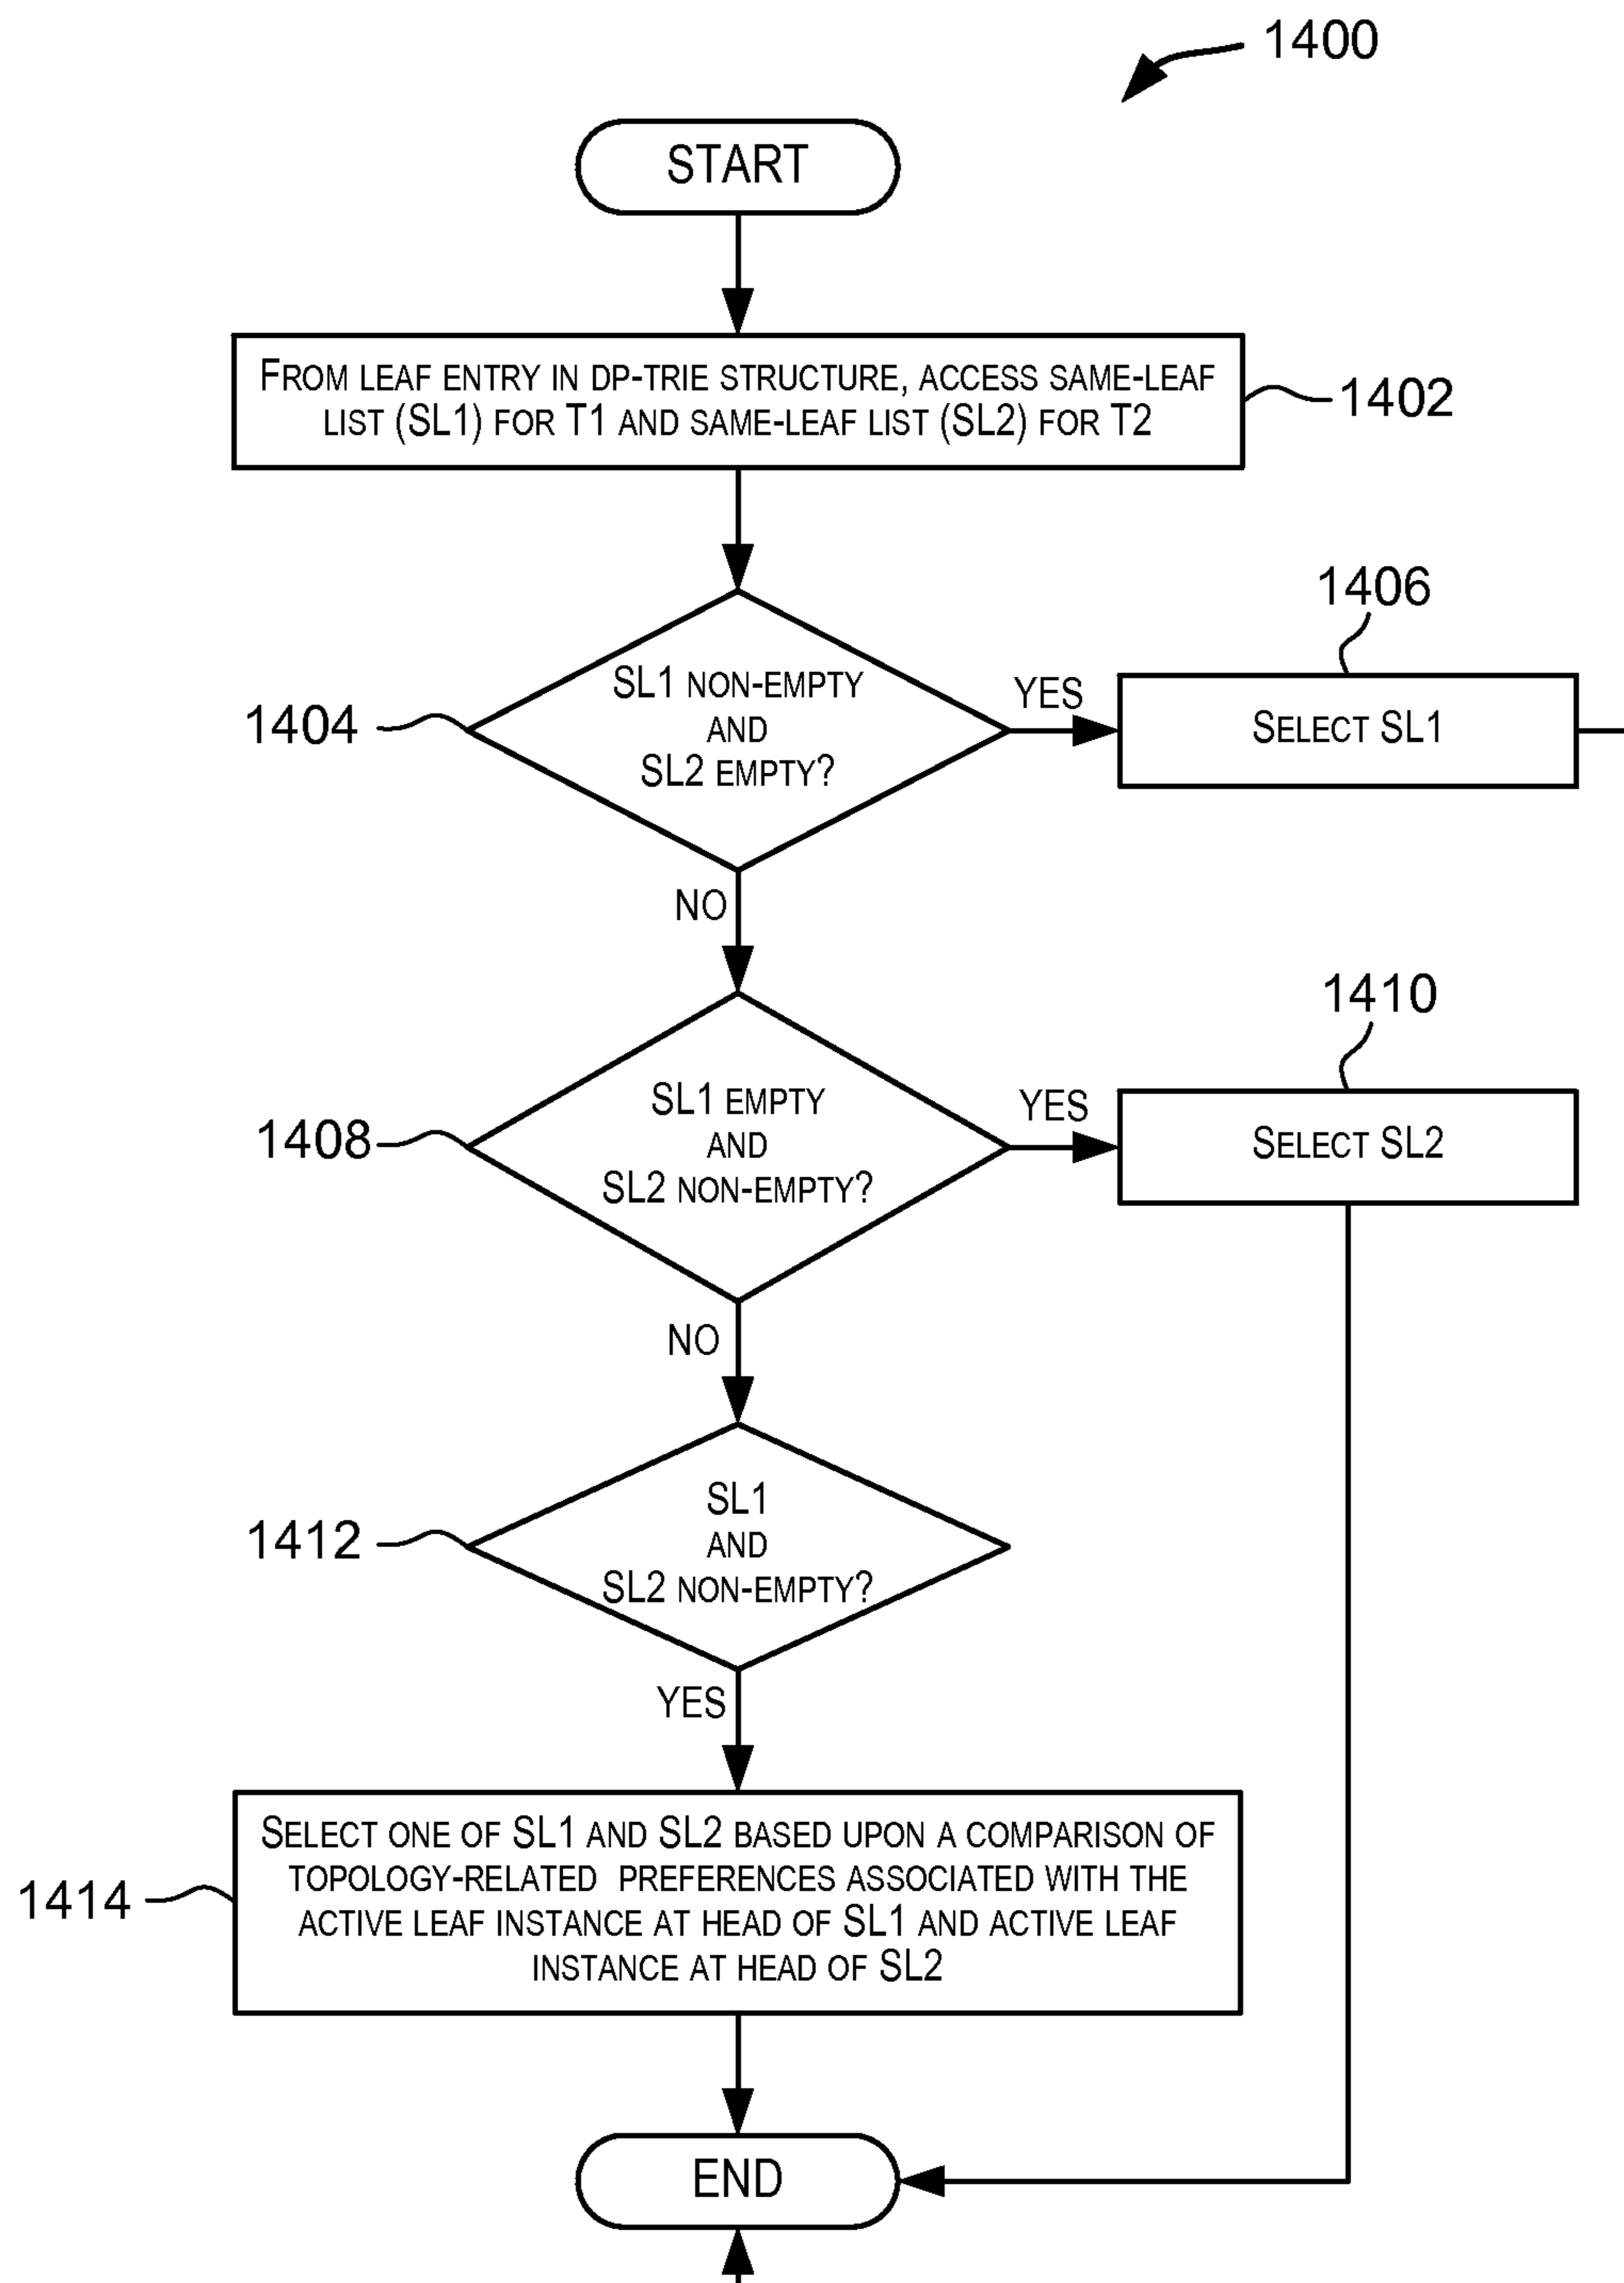 1400
START
FROM LEAF ENTRY IN DP-TRIE STRUCTURE, ACCESS SAME-LEAF
LIST (SL1) FOR T1 AND SAME-LEAF LIST (SL2) FOR T2
1402
1404
SL1 NON-EMPTY
AND
SL2 EMPTY?
YES
1406
SELECT SL1
NO
1408
SL1 EMPTY
AND
SL2 NON-EMPTY?
YES
1410
SELECT SL2
NO
1412
SL1
AND
SL2 NON-EMPTY?
YES
1414
SELECT ONE OF SL1 AND SL2 BASED UPON A COMPARISON OF
TOPOLOGY-RELATED PREFERENCES ASSOCIATED WITH THE
ACTIVE LEAF INSTANCE AT HEAD OF SL1 AND ACTIVE LEAF
INSTANCE AT HEAD OF SL2
END